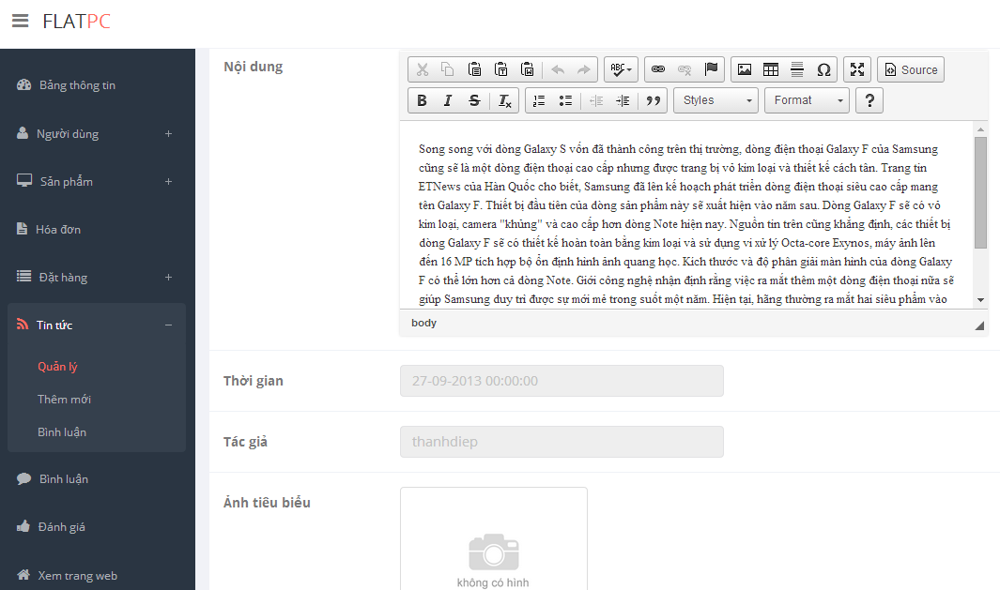 FLATPC
Bảng thông tin
Người dùng +
Sản phẩm +
Hóa đơn
Đặt hàng +
Tin tức −
Quản lý
Thêm mới
Bình luận
Bình luận
Đánh giá
Xem trang web
Nội dung
ABC
Source
B I S Tx
Styles
Format
?
Song song với dòng Galaxy S vốn đã thành công trên thị trường, dòng điện thoại Galaxy F của Samsung
cũng sẽ là một dòng điện thoại cao cấp nhưng được trang bị vỏ kim loại và thiết kế cách tân. Trang tin
ETNews của Hàn Quốc cho biết, Samsung đã lên kế hoạch phát triển dòng điện thoại siêu cao cấp mang
tên Galaxy F. Thiết bị đầu tiên của dòng sản phẩm này sẽ xuất hiện vào năm sau. Dòng Galaxy F sẽ có vỏ
kim loại, camera "khủng" và cao cấp hơn dòng Note hiện nay. Nguồn tin trên cũng khẳng định, các thiết bị
dòng Galaxy F sẽ có thiết kế hoàn toàn bằng kim loại và sử dụng vi xử lý Octa-core Exynos, máy ảnh lên
đến 16 MP tích hợp bộ ổn định hình ảnh quang học. Kích thước và độ phân giải màn hình của dòng Galaxy
F có thể lớn hơn cả dòng Note. Giới công nghệ nhận định rằng việc ra mắt thêm một dòng điện thoại nữa sẽ
giúp Samsung duy trì được sự mới mẻ trong suốt một năm. Hiện tại, hãng thường ra mắt hai siêu phẩm vào
body
Thời gian
27-09-2013 00:00:00
Tác giả
thanhdiep
Ảnh tiêu biểu
không có hình